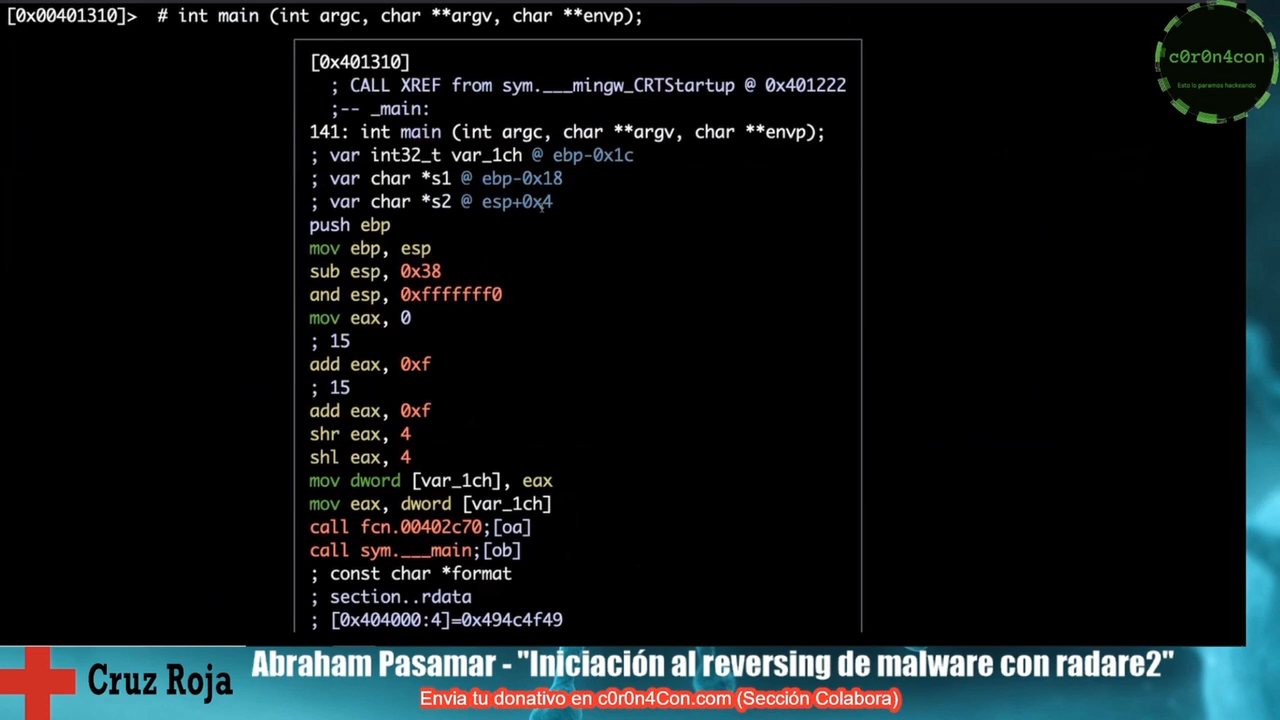 [0x00401310]> # int main (int argc, char **argv, char **envp);
c0r0n4con
Esto lo paramos hackeando
[0x401310]
; CALL XREF from sym.___mingw_CRTStartup @ 0x401222
;-- _main:
141: int main (int argc, char **argv, char **envp);
; var int32_t var_1ch @ ebp-0x1c
; var char *s1 @ ebp-0x18
; var char *s2 @ esp+0x4
push ebp
mov ebp, esp
sub esp, 0x38
and esp, 0xfffffff0
mov eax, 0
; 15
add eax, 0xf
; 15
add eax, 0xf
shr eax, 4
shl eax, 4
mov dword [var_1ch], eax
mov eax, dword [var_1ch]
call fcn.00402c70;[oa]
call sym.___main;[ob]
; const char *format
; section..rdata
; [0x404000:4]=0x494c4f49
Cruz Roja
Abraham Pasamar - "Iniciación al reversing de malware con radare2"
Envia tu donativo en c0r0n4Con.com (Sección Colabora)